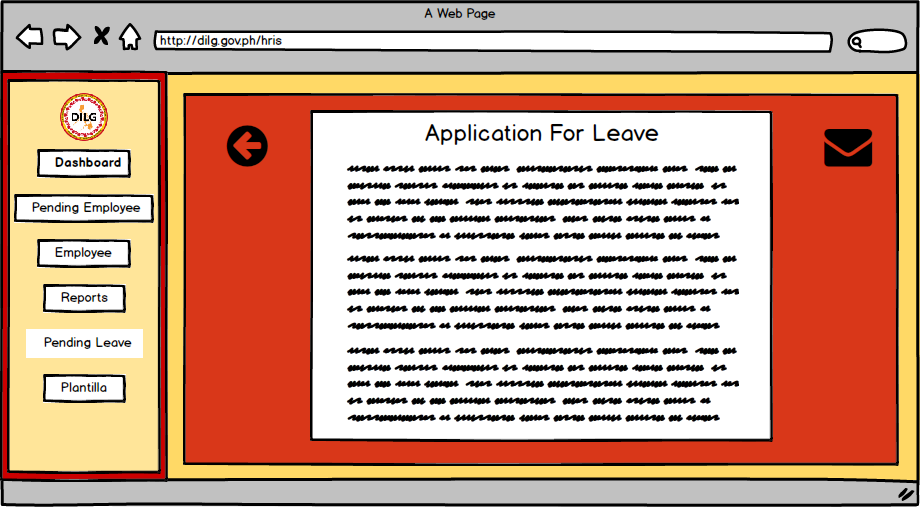 A Web Page
http://dilg.gov.ph/hris
DILG
Dashboard
Pending Employee
Employee
Reports
Pending Leave
Plantilla
Application For Leave